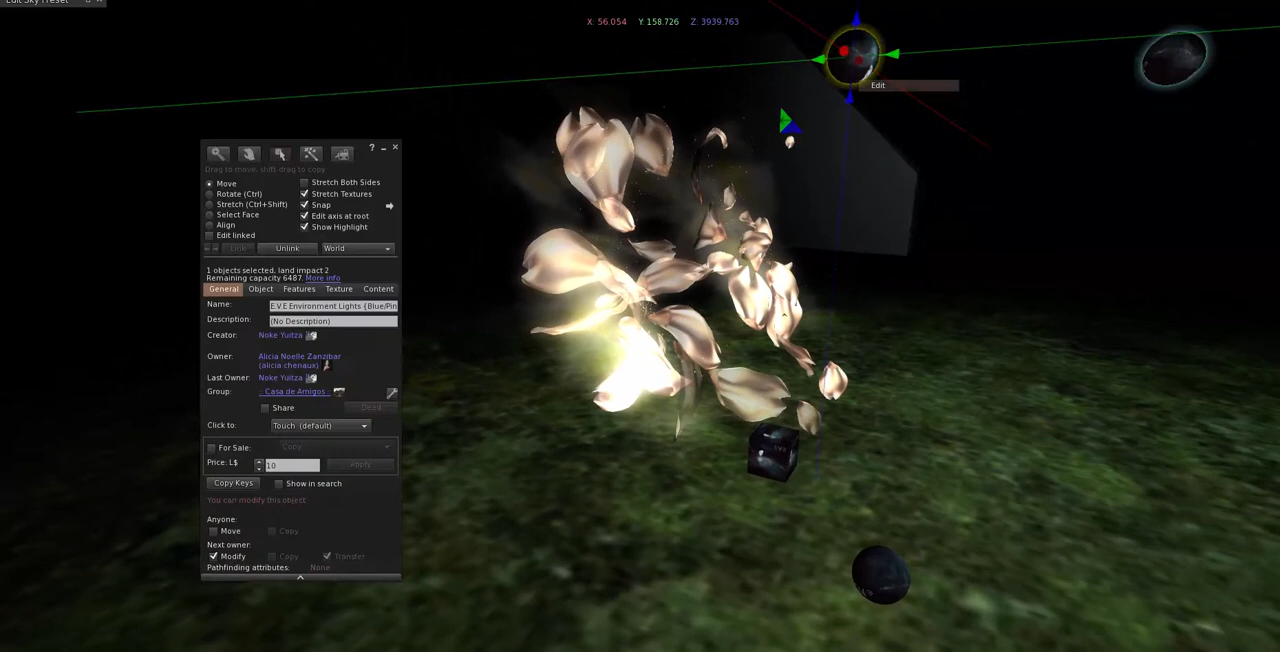 Edit Sky Preset
X: 56.054 Y: 158.726 Z: 3939.763
Edit
Drag to move, shift-drag to copy
Move
Stretch Both Sides
Rotate (Ctrl)
Stretch Textures
Stretch (Ctrl+Shift)
Snap
Select Face
Edit axis at root
Align
Show Highlight
Edit linked
Link
Unlink
World
1 objects selected, land impact 2
Remaining capacity 6487. More info
General Object Features Texture Content
Name: E.V.E Environment Lights {Blue/Pin
Description: (No Description)
Creator: Noke Yuitza
Owner: Alicia Noelle Zanzibar
(alicia chenaux)
Last Owner: Noke Yuitza
Group: : Casa de Amigos :
Share
Deed
Click to: Touch (default)
For Sale: Copy
Price: L$ 10 Apply
Copy Keys
Show in search
You can modify this object
Anyone:
Move Copy
Next owner:
Modify Copy Transfer
Pathfinding attributes: None